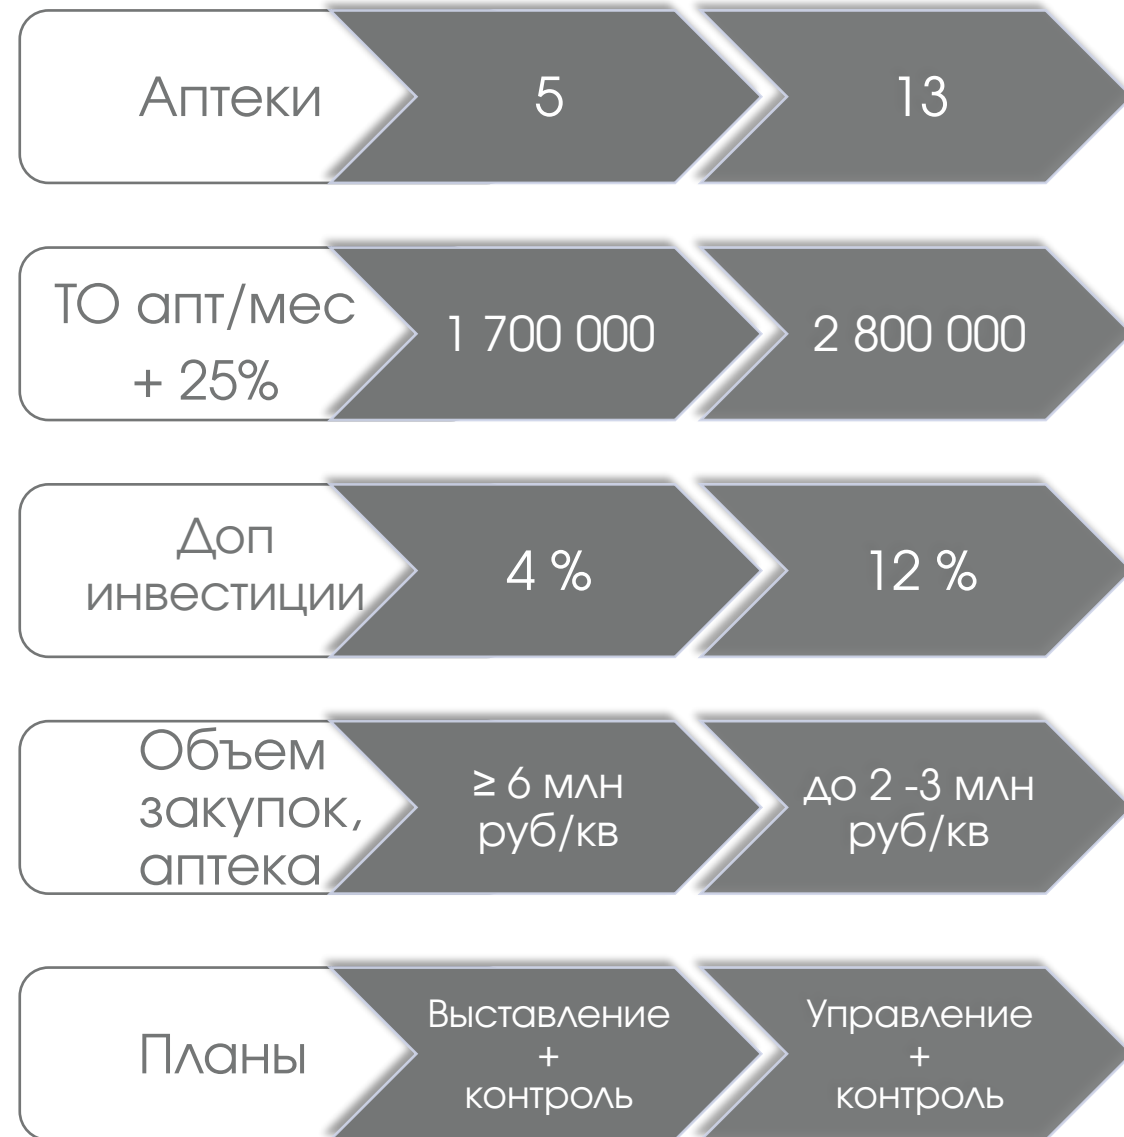 Аптеки
5
13
ТО апт/мес
+ 25%
1 700 000
2 800 000
Доп
инвестиции
4 %
12 %
Объем
закупок,
аптека
≥ 6 млн
руб/кв
до 2 -3 млн
руб/кв
Планы
Выставление
+
контроль
Управление
+
контроль